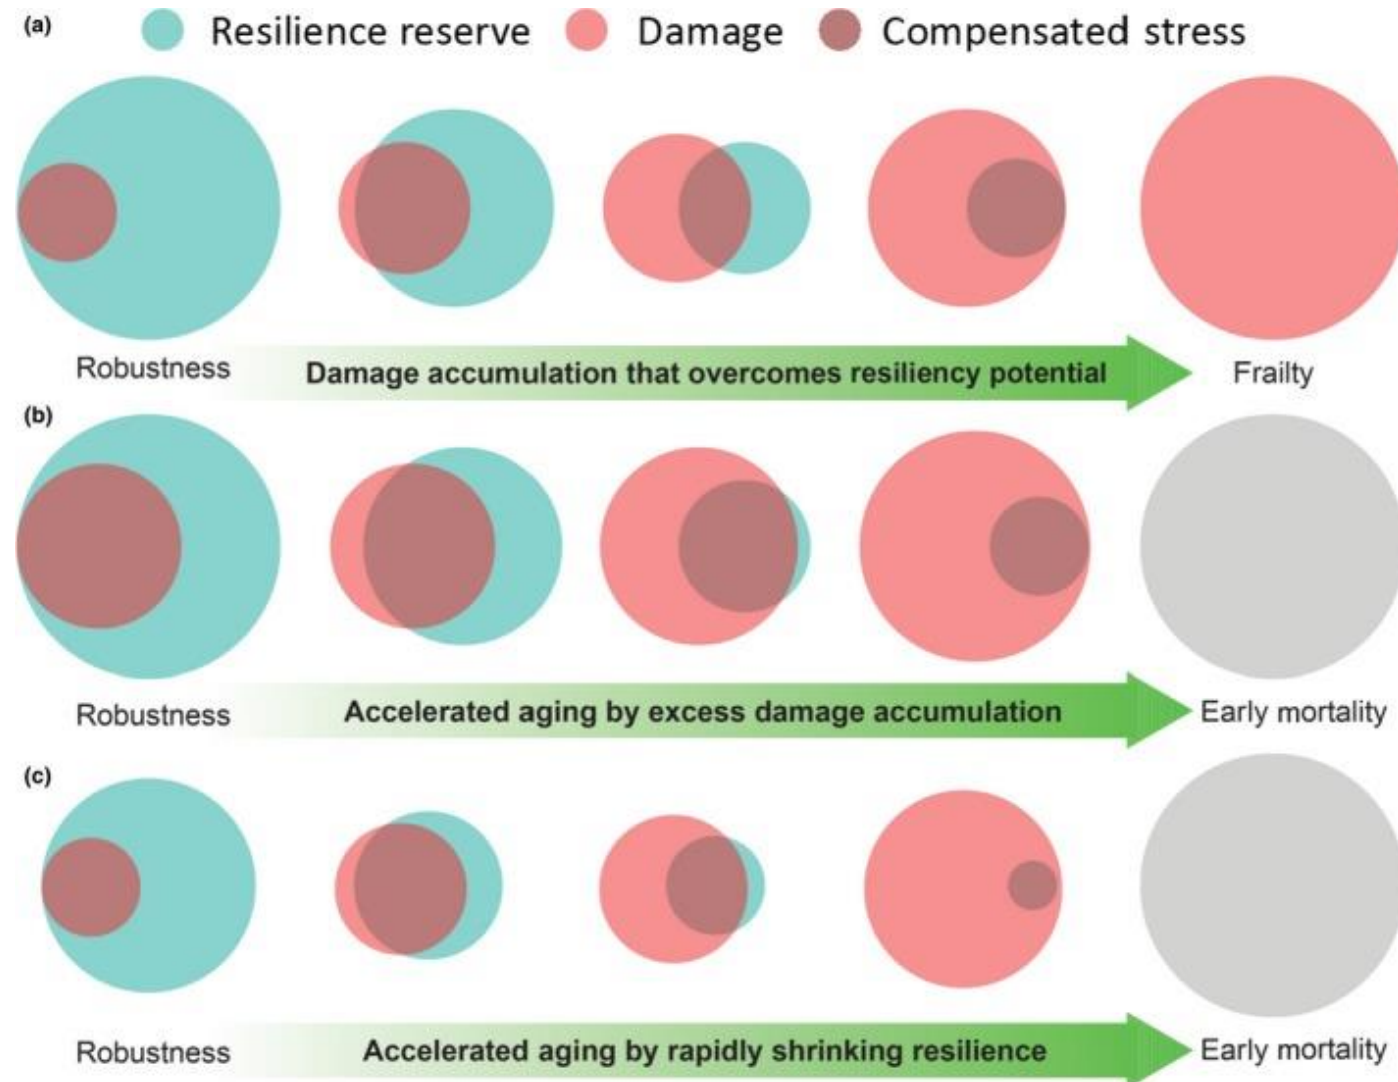 (a) Resilience reserve Damage Compensated stress
Robustness Damage accumulation that overcomes resiliency potential Frailty
(b)
Robustness Accelerated aging by excess damage accumulation Early mortality
(c)
Robustness Accelerated aging by rapidly shrinking resilience Early mortality